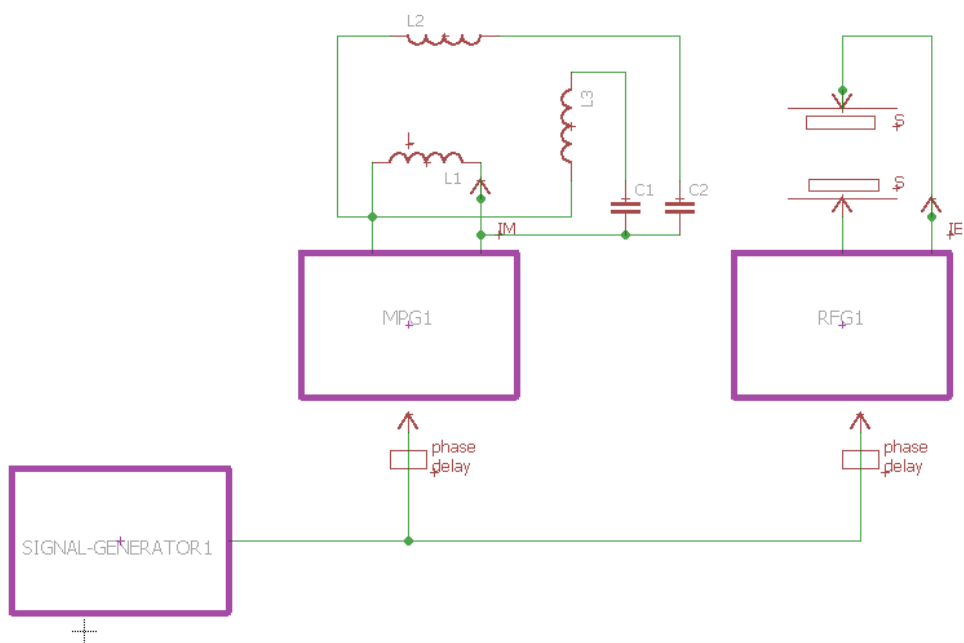 L2
L3
L1
C1
C2
S
S
IM
IE
MPG1
RFG1
phase
delay
phase
delay
SIGNAL-GENERATOR1